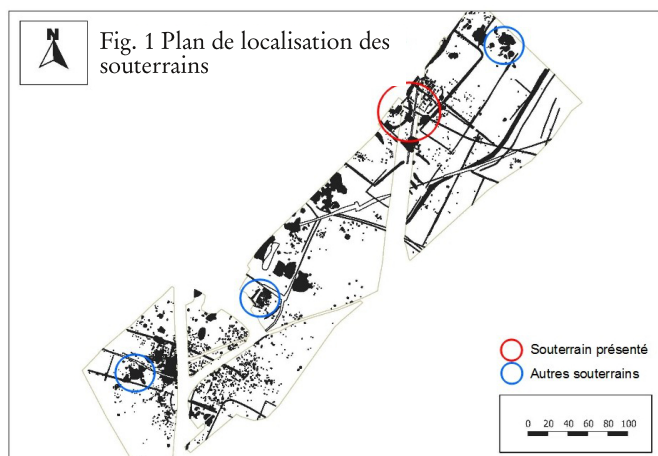 N
Fig. 1 Plan de localisation des
souterrains
Souterrain présenté
Autres souterrains
0 20 40 60 80 100